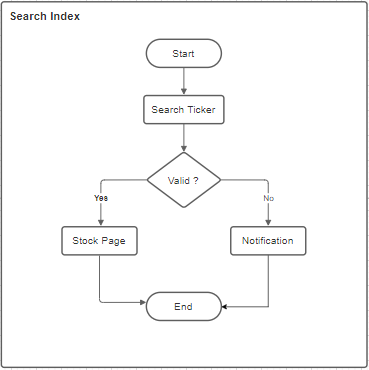 Search Index
Start
Search Ticker
Valid ?
Yes
No
Stock Page
Notification
End